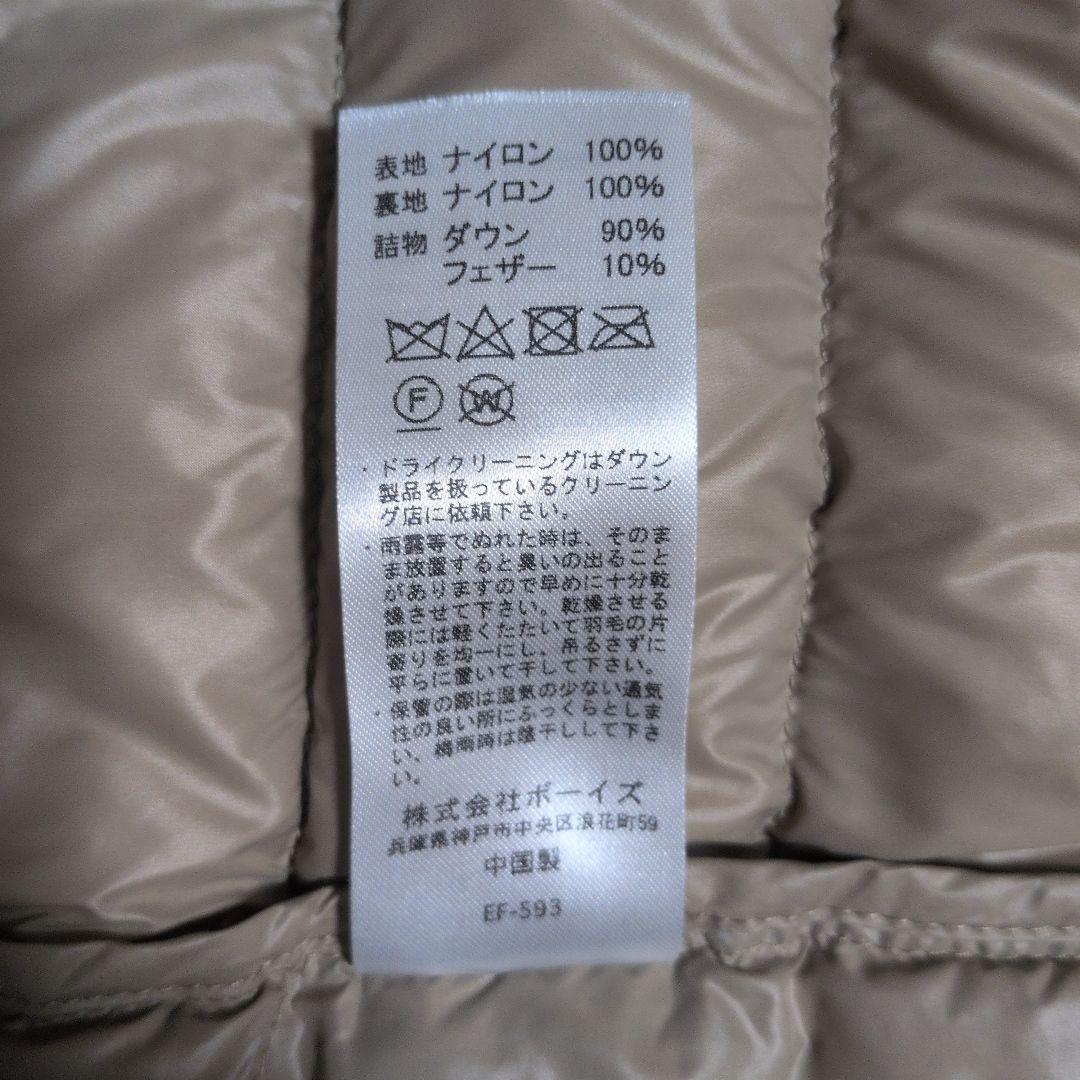 表地 ナイロン 100%
裏地 ナイロン 100%
詰物 ダウン 90%
フェザー 10%
F
W
・ドライクリーニングはダウン
製品を扱っているクリーニン
グ店に依頼下さい。
・雨露等でぬれた時は、そのま
ま放置すると臭いの出ること
がありますので早めに十分乾
燥させて下さい。乾燥させる
際には軽くたたいて羽毛の片
寄りを均一にし、吊るさずに
平らに置いて干して下さい。
・保管の際は湿気の少ない通気
性の良い所にふっくらとしま
い、梅雨時は陰干しして下さ
い。
株式会社ボーイズ
兵庫県神戸市中央区浪花町59
中国製
EF-593